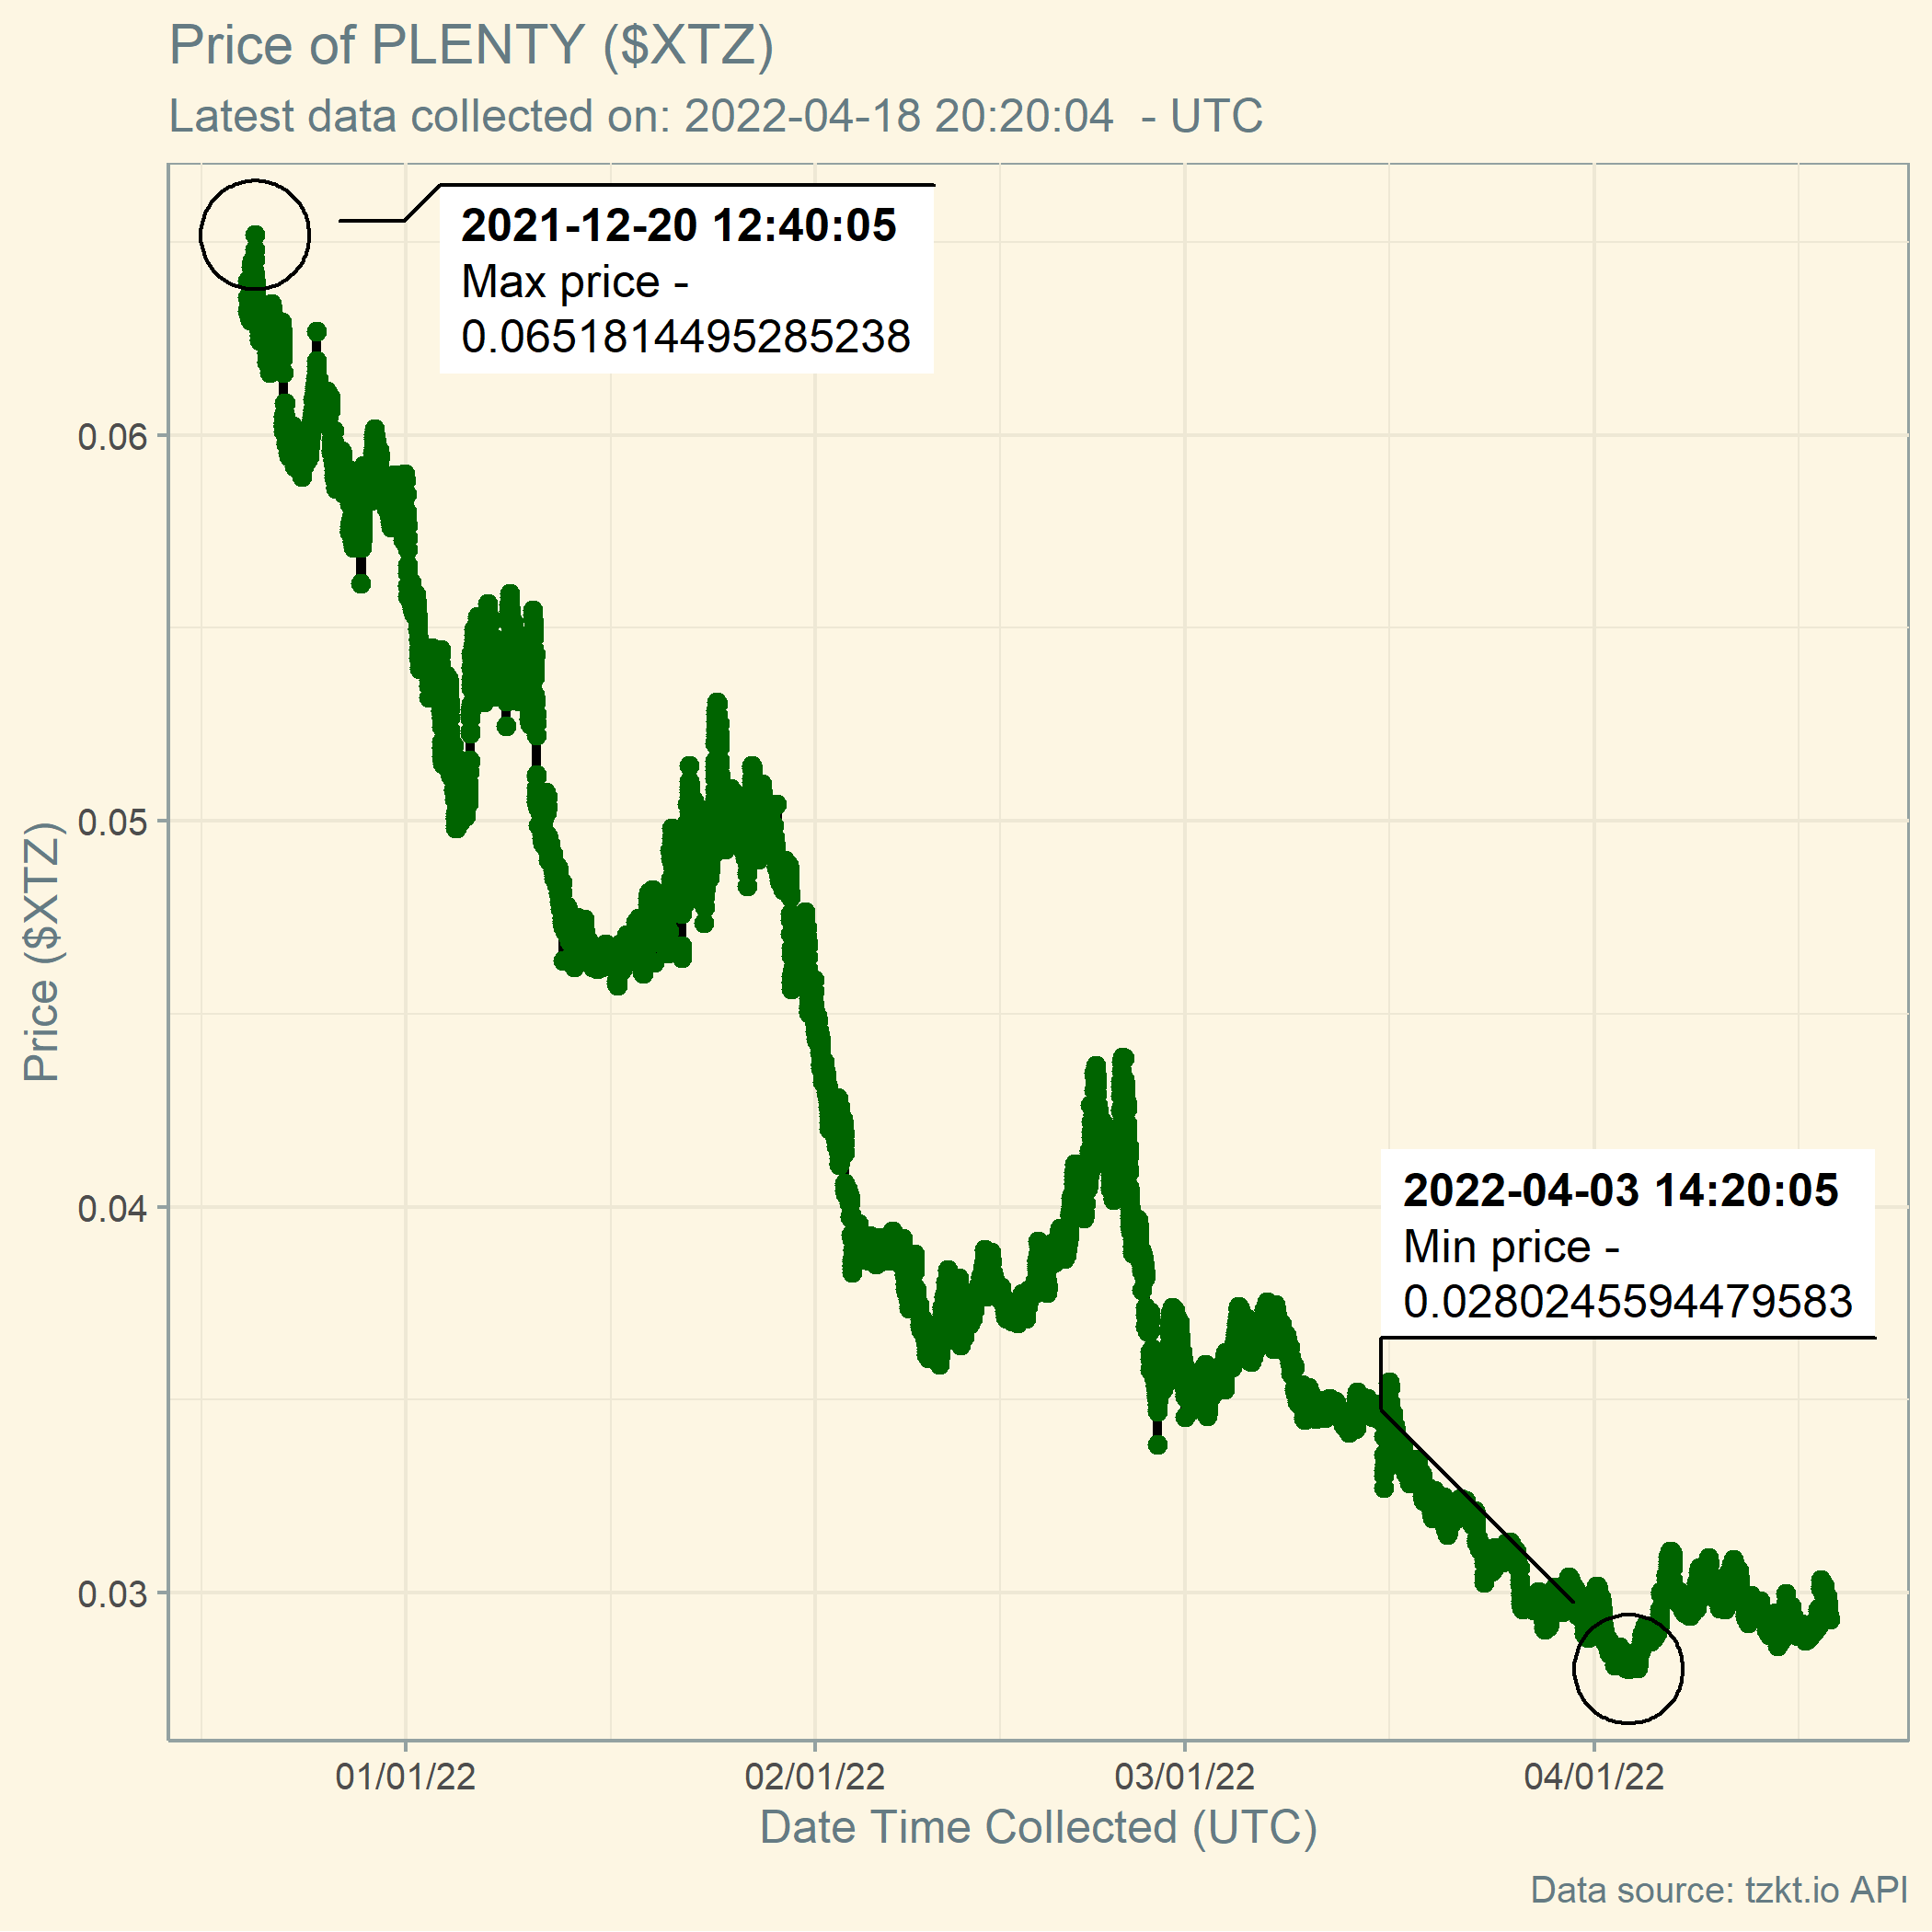 Price of PLENTY ($XTZ)
Latest data collected on: 2022-04-18 20:20:04  - UTC
2021-12-20 12:40:05
Max price -
0.0651814495285238
0.06
0.05
0.04
0.03
Price ($XTZ)
2022-04-03 14:20:05
Min price -
0.0280245594479583
01/01/22
02/01/22
03/01/22
04/01/22
Date Time Collected (UTC)
Data source: tzkt.io API